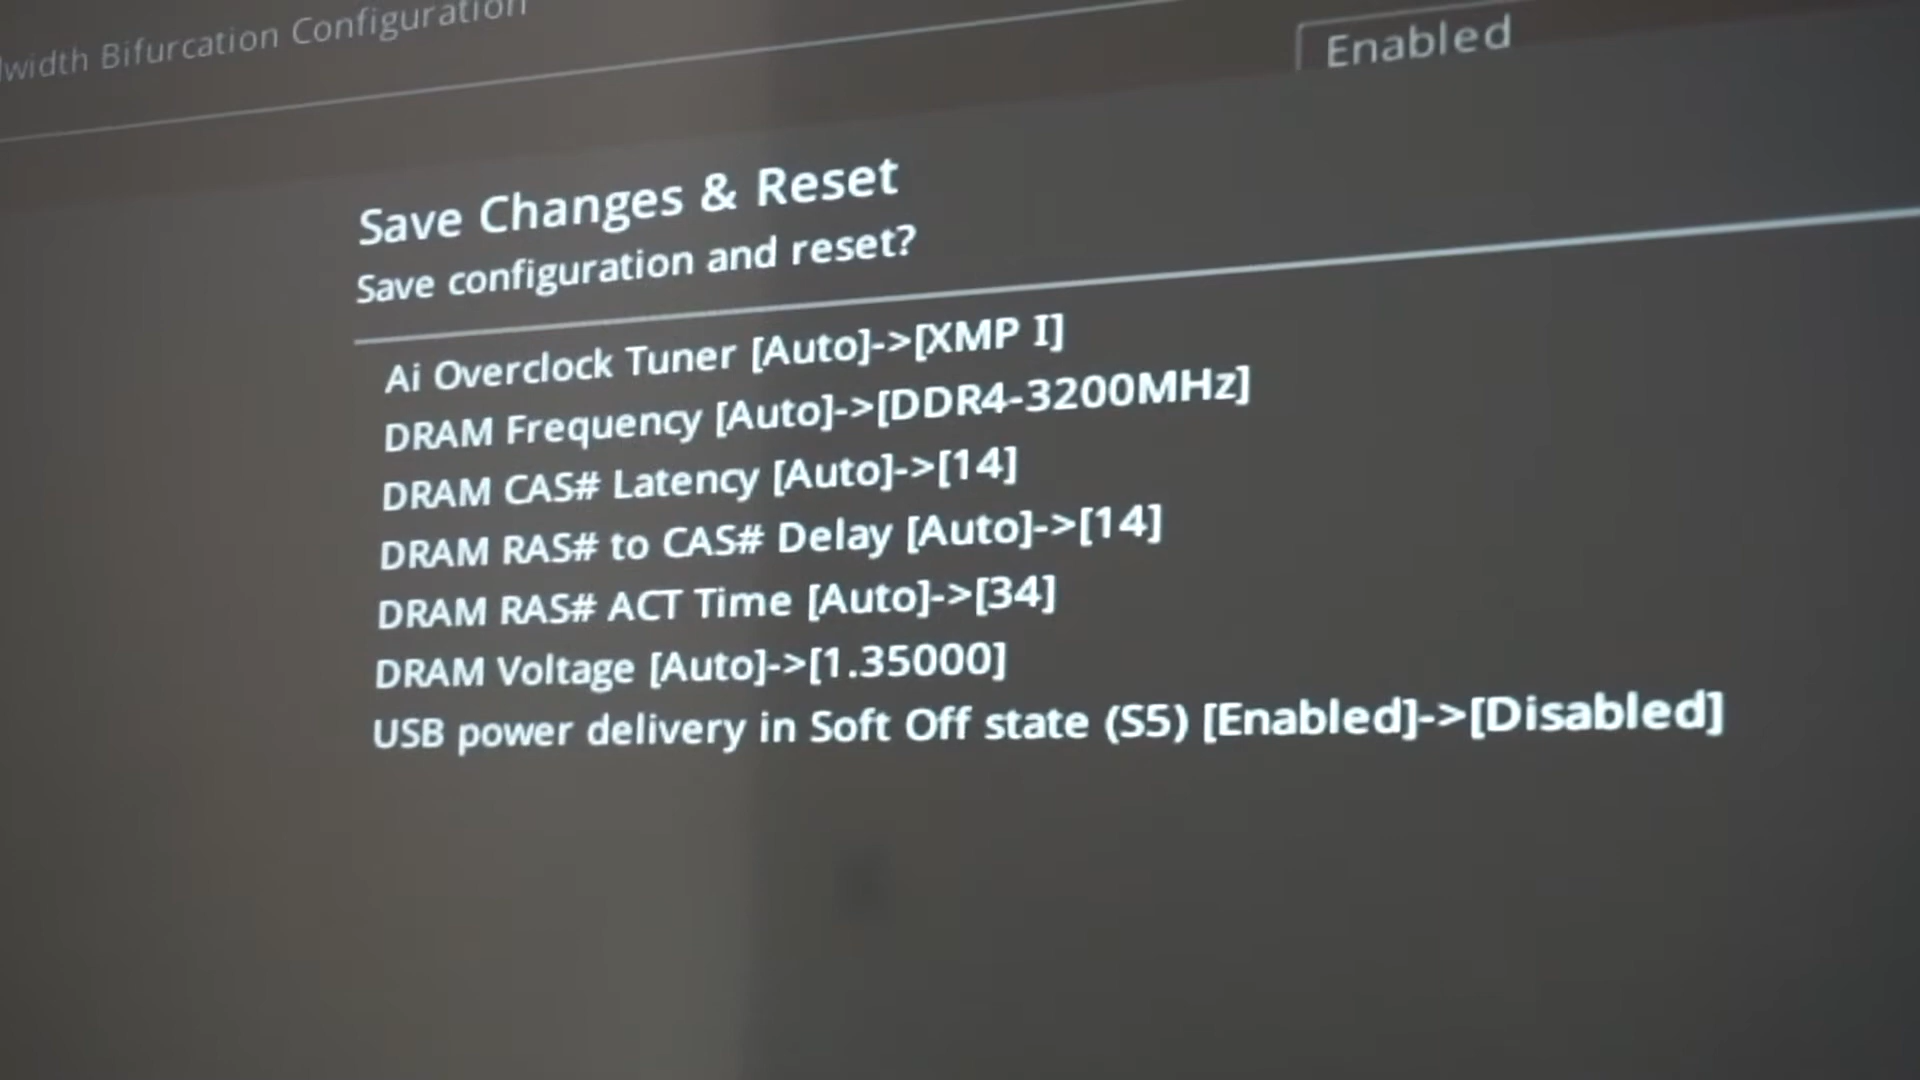 Bifurcation Configuration
Enabled
Save Changes & Reset
Save configuration and reset?
Ai Overclock Tuner [Auto]->[XMP I]
DRAM Frequency [Auto]->[DDR4-3200MHz]
DRAM CAS# Latency [Auto]->[14]
DRAM RAS# to CAS# Delay [Auto]->[14]
DRAM RAS# ACT Time [Auto]->[34]
DRAM Voltage [Auto]->[1.35000]
USB power delivery in Soft Off state (S5) [Enabled]->[Disabled]